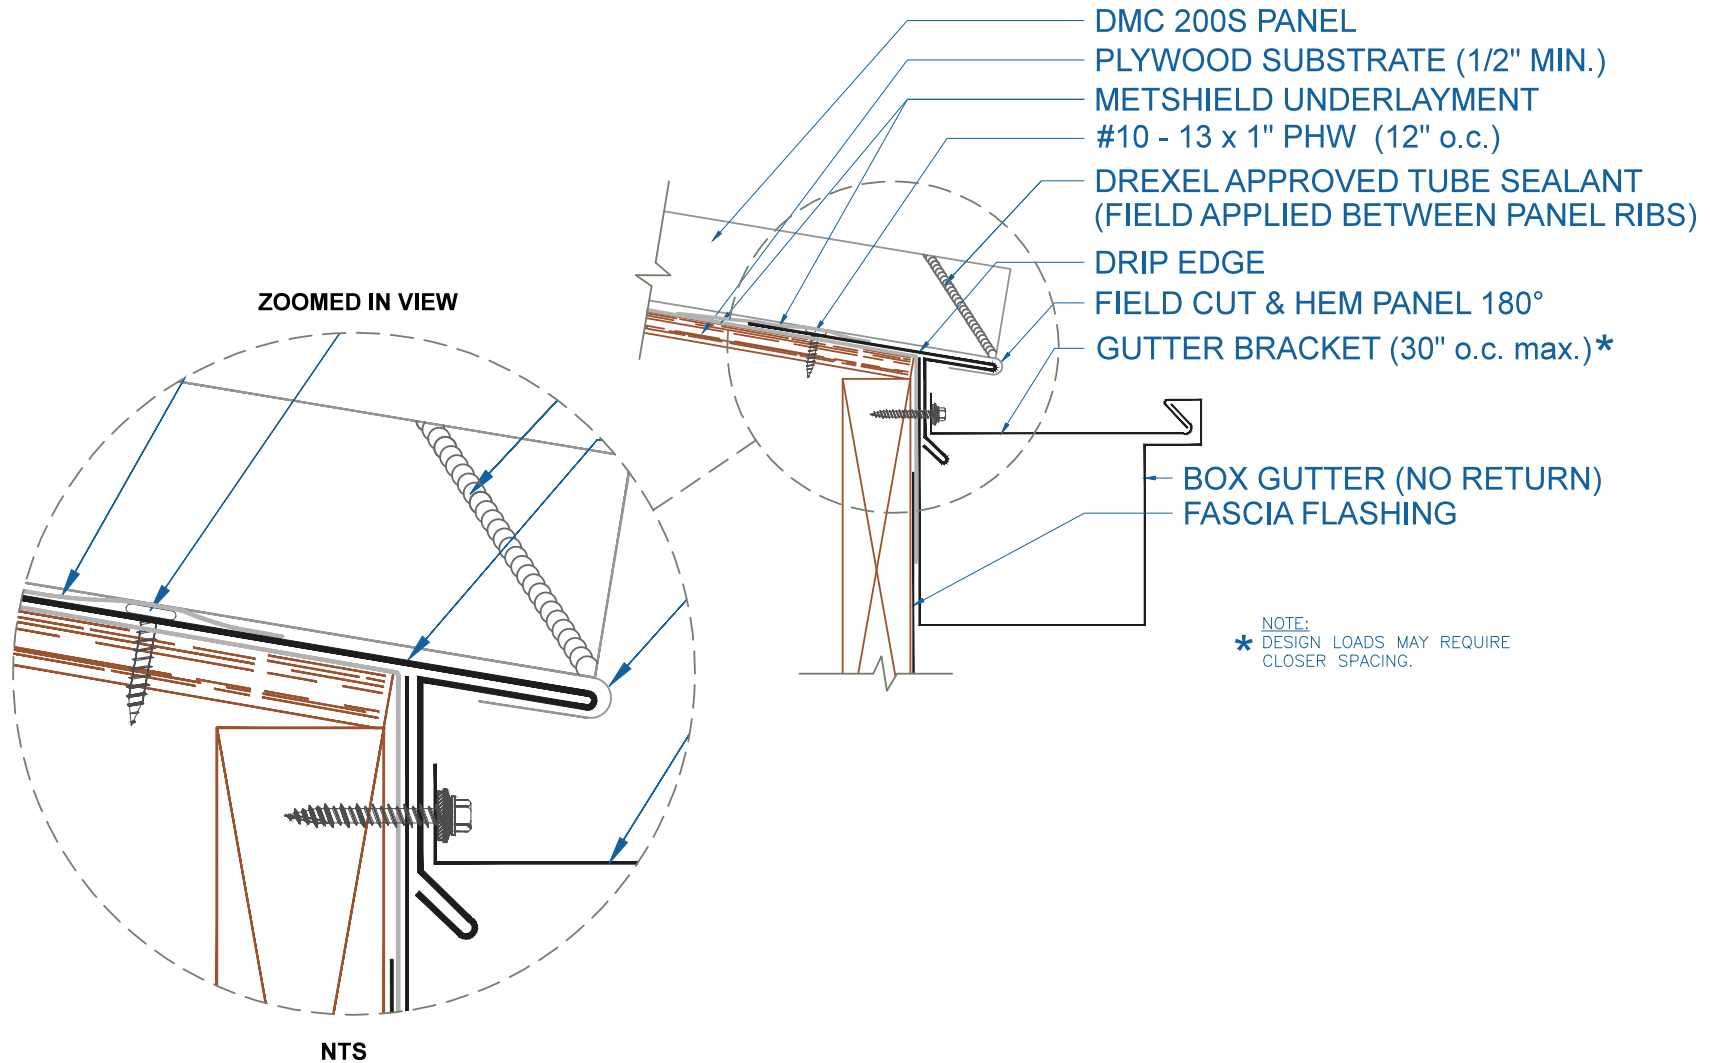 DMC 200S PANEL
PLYWOOD SUBSTRATE (1/2" MIN.)
METSHIELD UNDERLAYMENT
#10 - 13 x 1" PHW (12" o.c.)
DREXEL APPROVED TUBE SEALANT
(FIELD APPLIED BETWEEN PANEL RIBS)
DRIP EDGE
FIELD CUT & HEM PANEL 180°
GUTTER BRACKET (30" o.c. max.)*
BOX GUTTER (NO RETURN)
FASCIA FLASHING
NOTE:
* DESIGN LOADS MAY REQUIRE
CLOSER SPACING.
ZOOMED IN VIEW
NTS